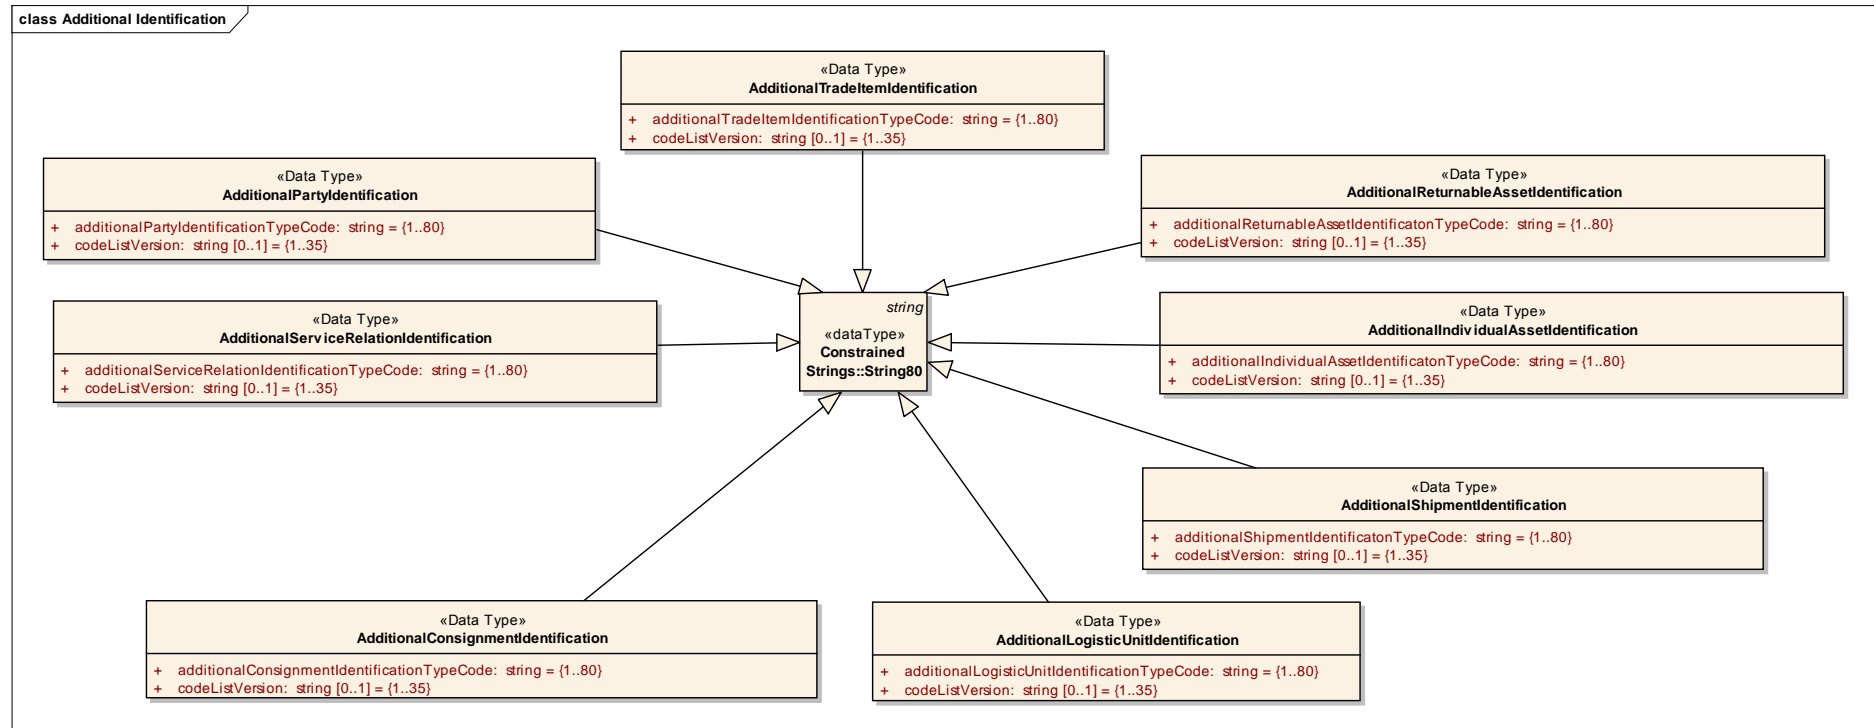 class Additional Identification
«Data Type»
AdditionalTradeItemIdentification
+ additionalTradeItemIdentificationTypeCode: string = {1..80}
+ codeListVersion: string [0..1] = {1..35}
«Data Type»
AdditionalPartyIdentification
+ additionalPartyIdentificationTypeCode: string = {1..80}
+ codeListVersion: string [0..1] = {1..35}
«Data Type»
AdditionalReturnableAssetIdentification
+ additionalReturnableAssetIdentificatonTypeCode: string = {1..80}
+ codeListVersion: string [0..1] = {1..35}
«Data Type»
AdditionalServiceRelationIdentification
+ additionalServiceRelationIdentificationTypeCode: string = {1..80}
+ codeListVersion: string [0..1] = {1..35}
string
«dataType»
Constrained
Strings::String80
«Data Type»
AdditionalIndividualAssetIdentification
+ additionalIndividualAssetIdentificatonTypeCode: string = {1..80}
+ codeListVersion: string [0..1] = {1..35}
«Data Type»
AdditionalShipmentIdentification
+ additionalShipmentIdentificatonTypeCode: string = {1..80}
+ codeListVersion: string [0..1] = {1..35}
«Data Type»
AdditionalConsignmentIdentification
+ additionalConsignmentIdentificationTypeCode: string = {1..80}
+ codeListVersion: string [0..1] = {1..35}
«Data Type»
AdditionalLogisticUnitIdentification
+ additionalLogisticUnitIdentificationTypeCode: string = {1..80}
+ codeListVersion: string [0..1] = {1..35}